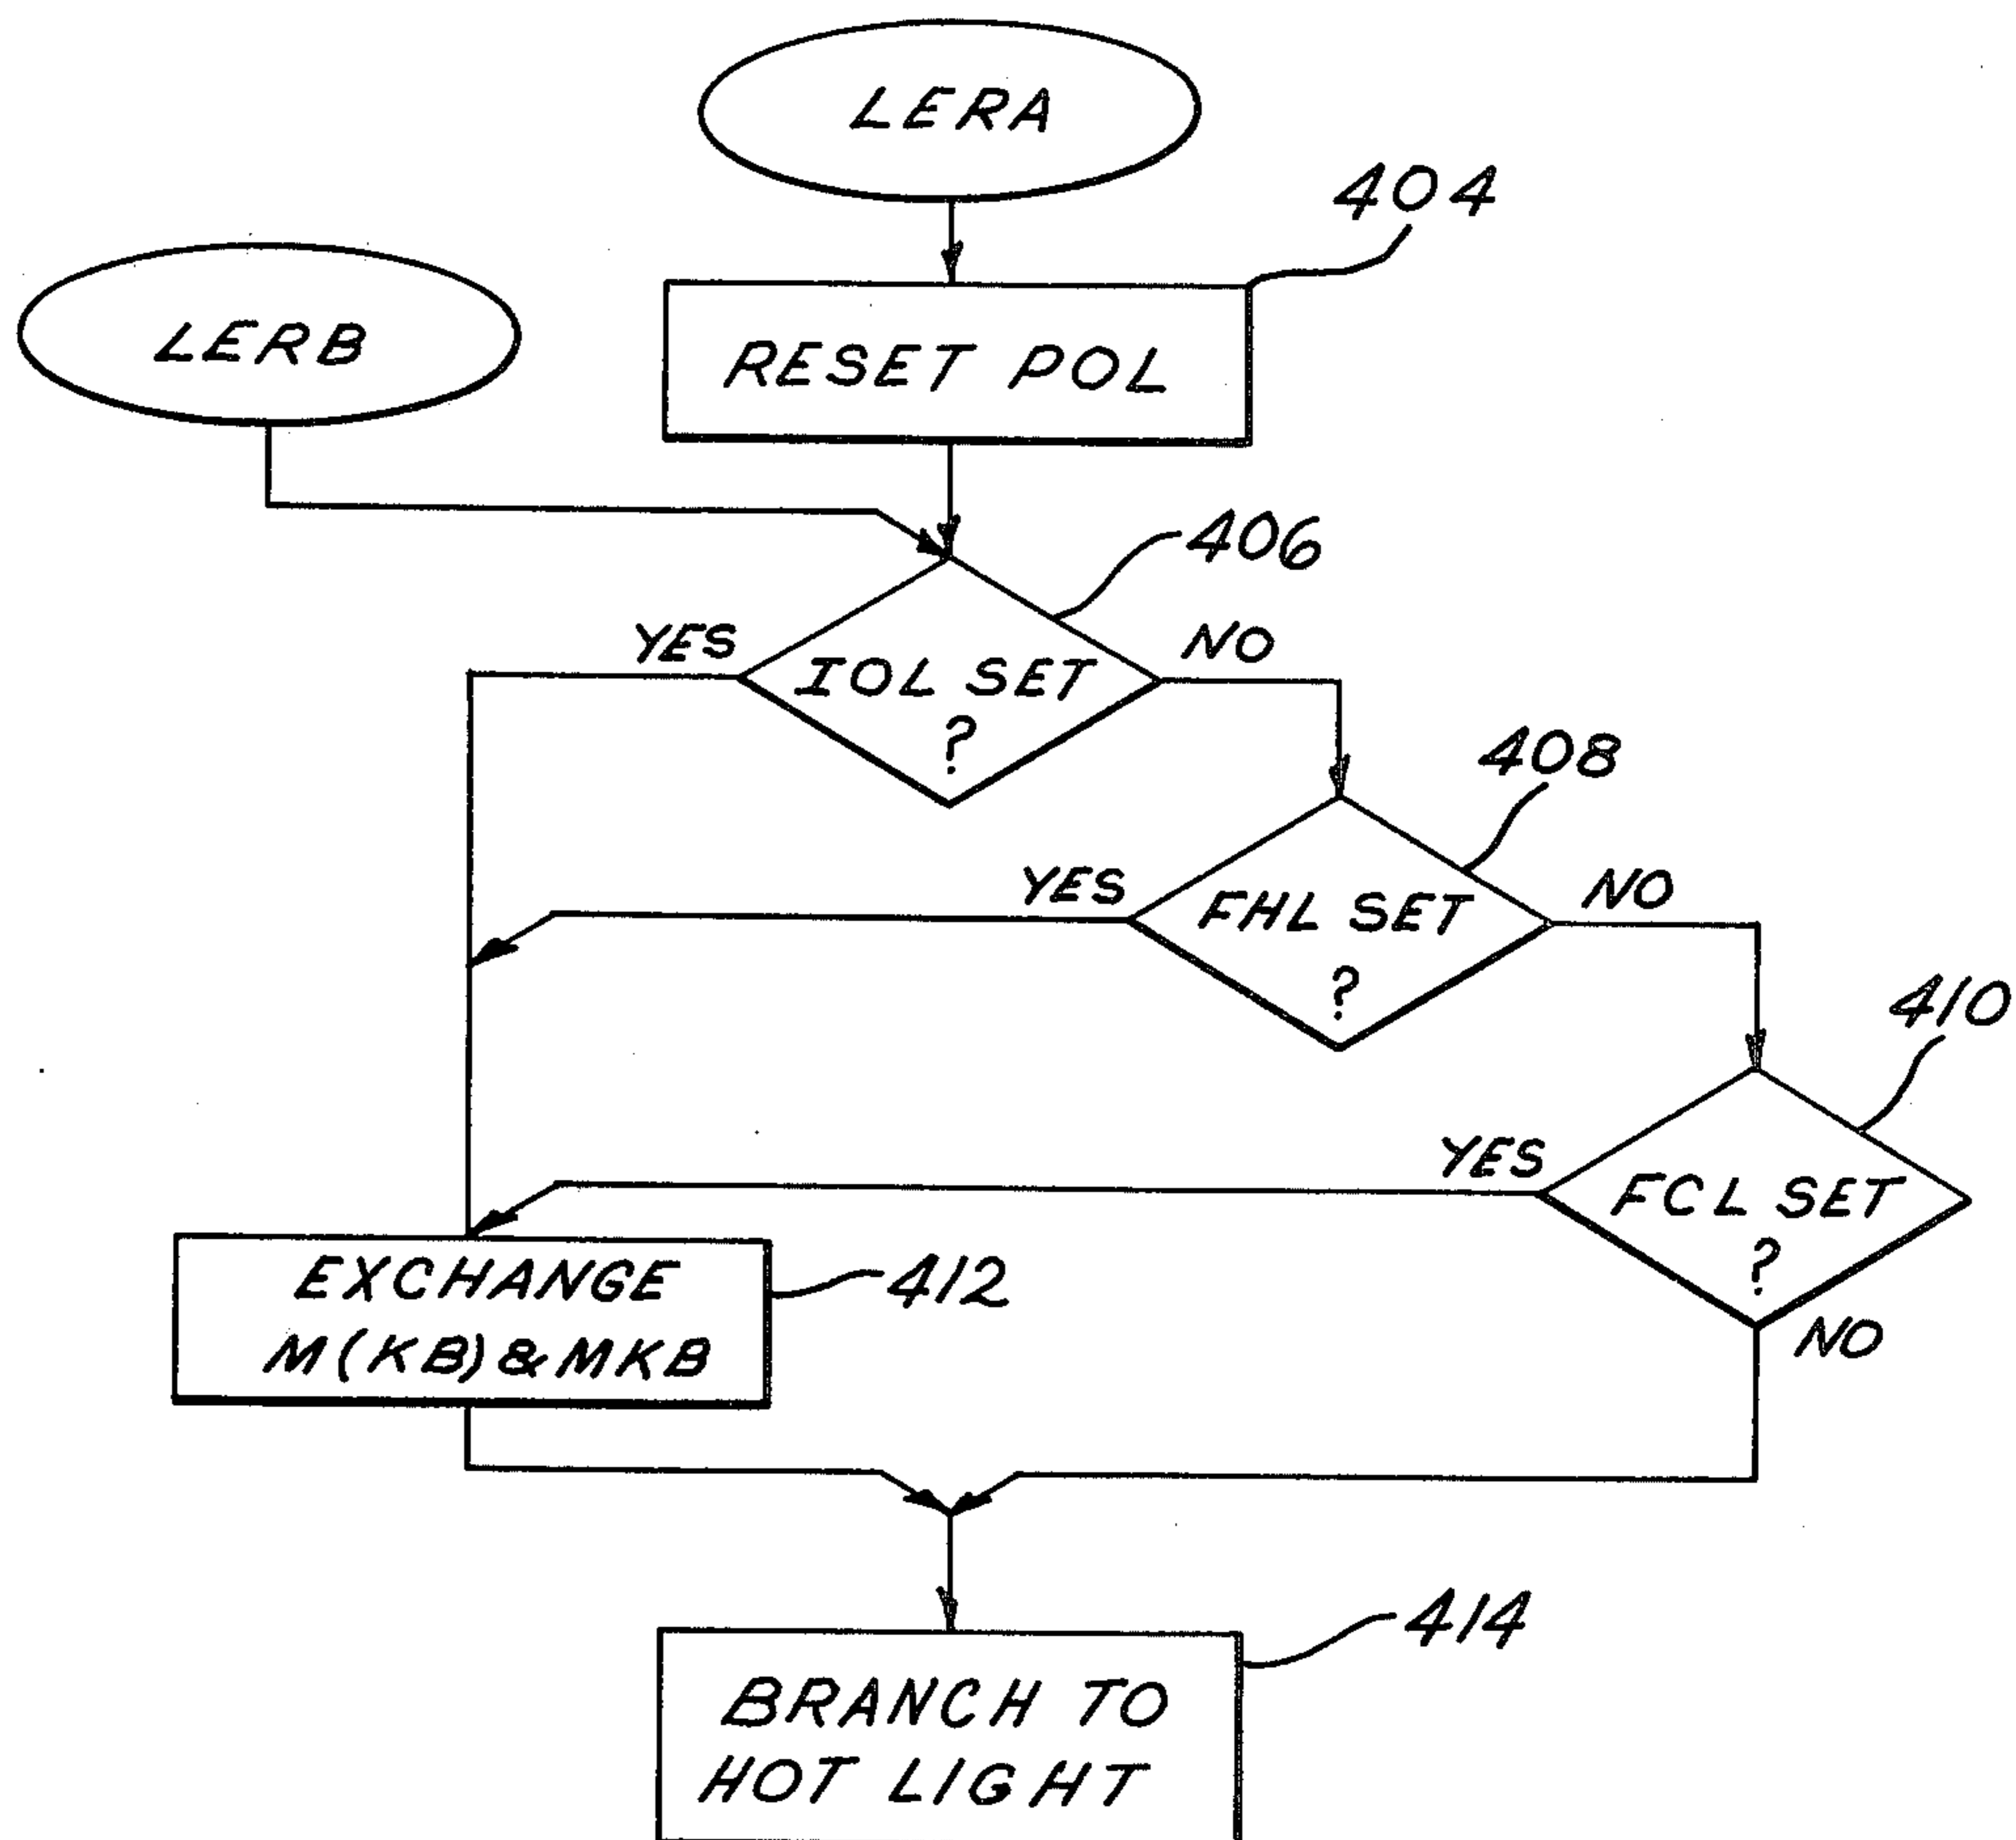 LERA
404
LERB
RESET POL
406
YES
NO
IOL SET
?
408
YES
NO
FHL SET
?
410
YES
FCL SET
?
NO
EXCHANGE
M(KB)&MKB
412
414
BRANCH TO
HOT LIGHT